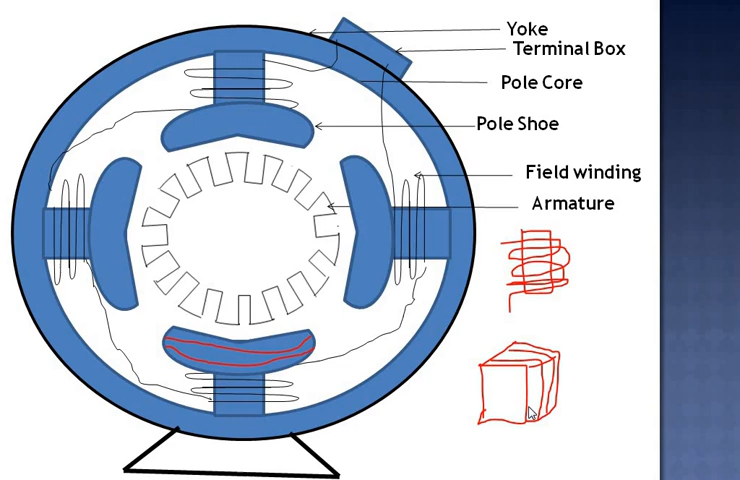 Yoke
Terminal Box
Pole Core
Pole Shoe
Field winding
Armature